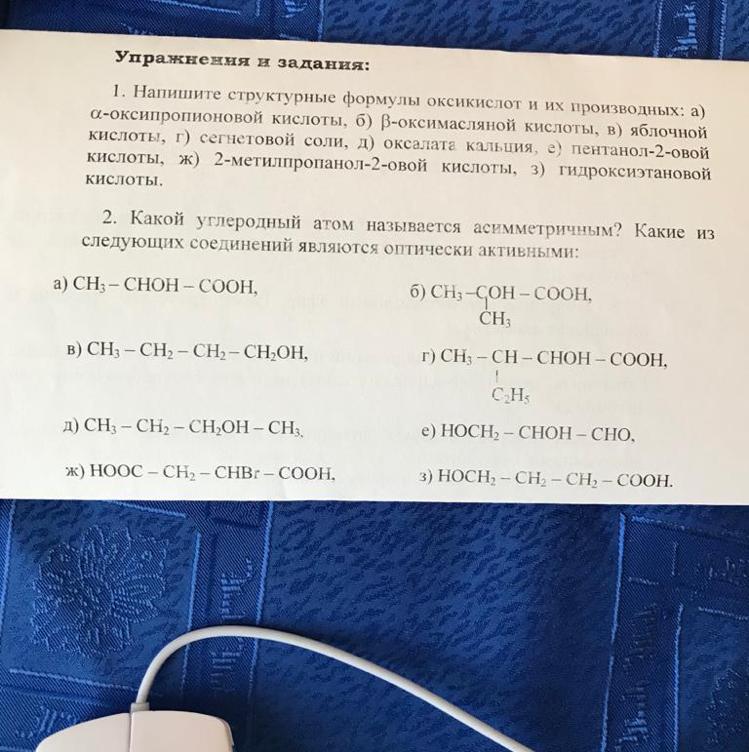 Упражнения и задания:
1. Напишите структурные формулы оксикислот и их производных: а)
α-оксипропионовой кислоты, б) β-оксимасляной кислоты, в) яблочной
кислоты, г) сегнетовой соли, д) оксалата кальция, е) пентанол-2-овой
кислоты, ж) 2-метилпропанол-2-овой кислоты, з) гидроксиэтановой
кислоты.
2. Какой углеродный атом называется асимметричным? Какие из
следующих соединений являются оптически активными:
а) CH₃ – CHOH – COOH, б) CH₃ –COH – COOH,
CH₃
в) CH₃ – CH₂ – CH₂ – CH₂OH, г) CH₃ – CH – CHOH – COOH,
C₂H₅
д) CH₃ – CH₂ – CH₂OH – CH₃, е) HOCH₂ – CHOH – CHO,
ж) HOOC – CH₂ – CHBr – COOH, з) HOCH₂ – CH₂ – CH₂ – COOH.